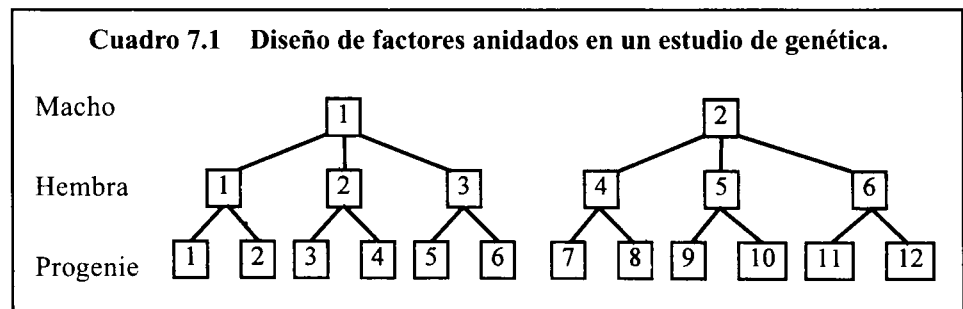 Cuadro 7.1 Diseño de factores anidados en un estudio de genética.
Macho 1 2
Hembra 1 2 3 4 5 6
Progenie 1 2 3 4 5 6 7 8 9 10 11 12